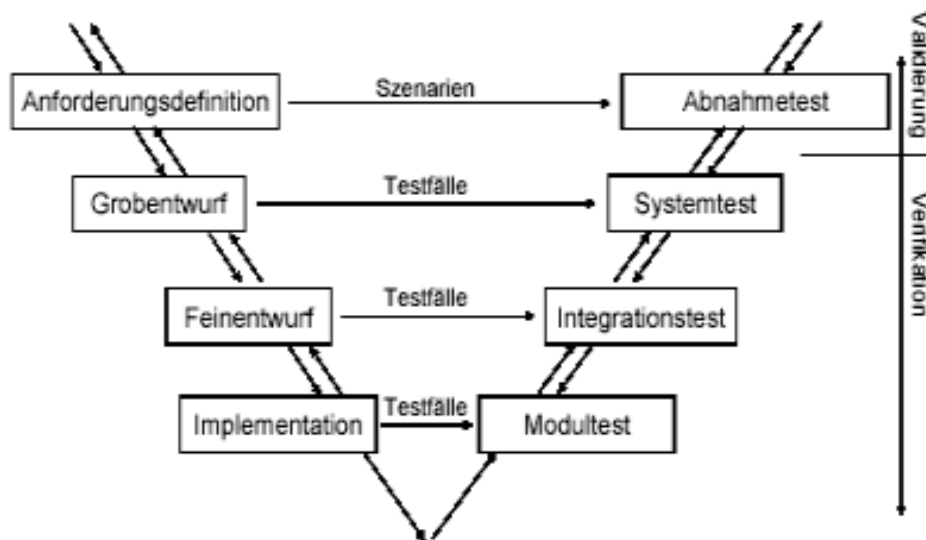 Anforderungsdefinition
Szenarien
Abnahmetest
Validierung
Grobentwurf
Testfälle
Systemtest
Verifikation
Feinentwurf
Testfälle
Integrationstest
Implementation
Testfälle
Modultest